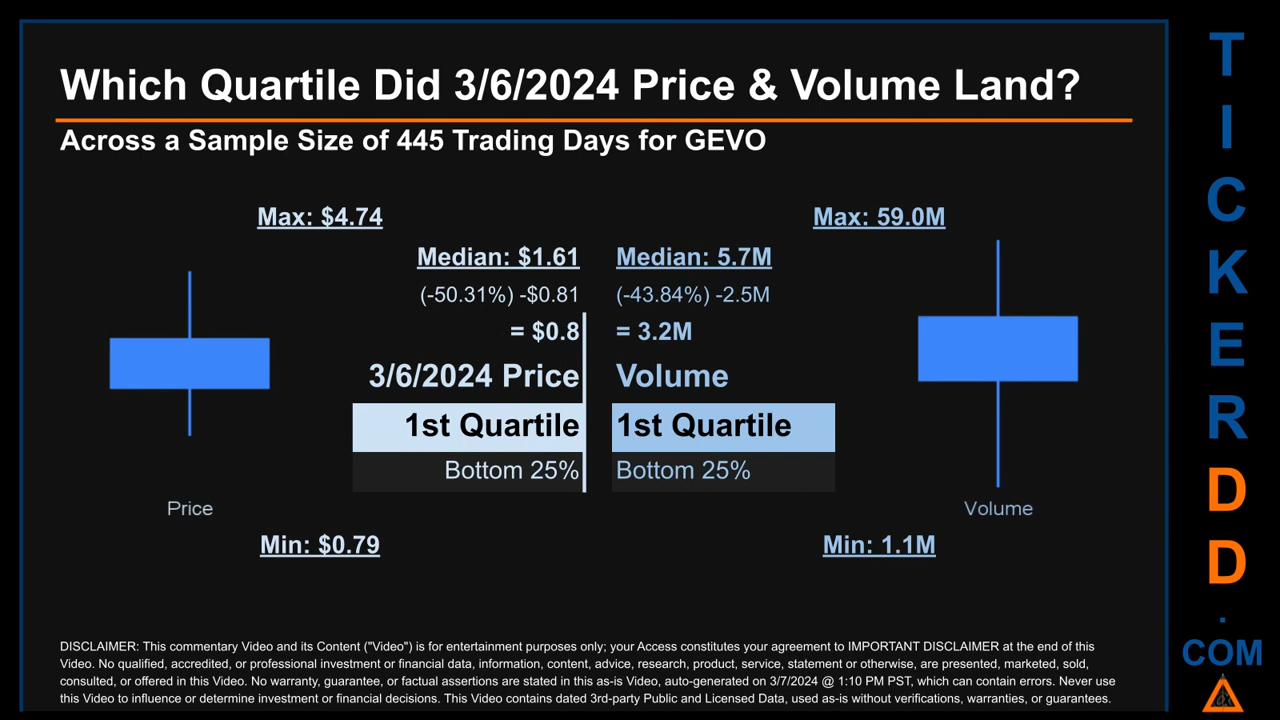 Which Quartile Did 3/6/2024 Price & Volume Land?
Across a Sample Size of 445 Trading Days for GEVO
Max: $4.74
Max: 59.0M
Median: $1.61
Median: 5.7M
(-50.31%) -$0.81
(-43.84%) -2.5M
= $0.8
= 3.2M
3/6/2024 Price
Volume
1st Quartile
1st Quartile
Bottom 25%
Bottom 25%
Price
Volume
Min: $0.79
Min: 1.1M
DISCLAIMER: This commentary Video and its Content ("Video") is for entertainment purposes only; your Access constitutes your agreement to IMPORTANT DISCLAIMER at the end of this
Video. No qualified, accredited, or professional investment or financial data, information, content, advice, research, product, service, statement or otherwise, are presented, marketed, sold,
consulted, or offered in this Video. No warranty, guarantee, or factual assertions are stated in this as-is Video, auto-generated on 3/7/2024 @ 1:10 PM PST, which can contain errors. Never use
this Video to influence or determine investment or financial decisions. This Video contains dated 3rd-party Public and Licensed Data, used as-is without verifications, warranties, or guarantees.
T
I
C
K
E
R
D
D
.
COM